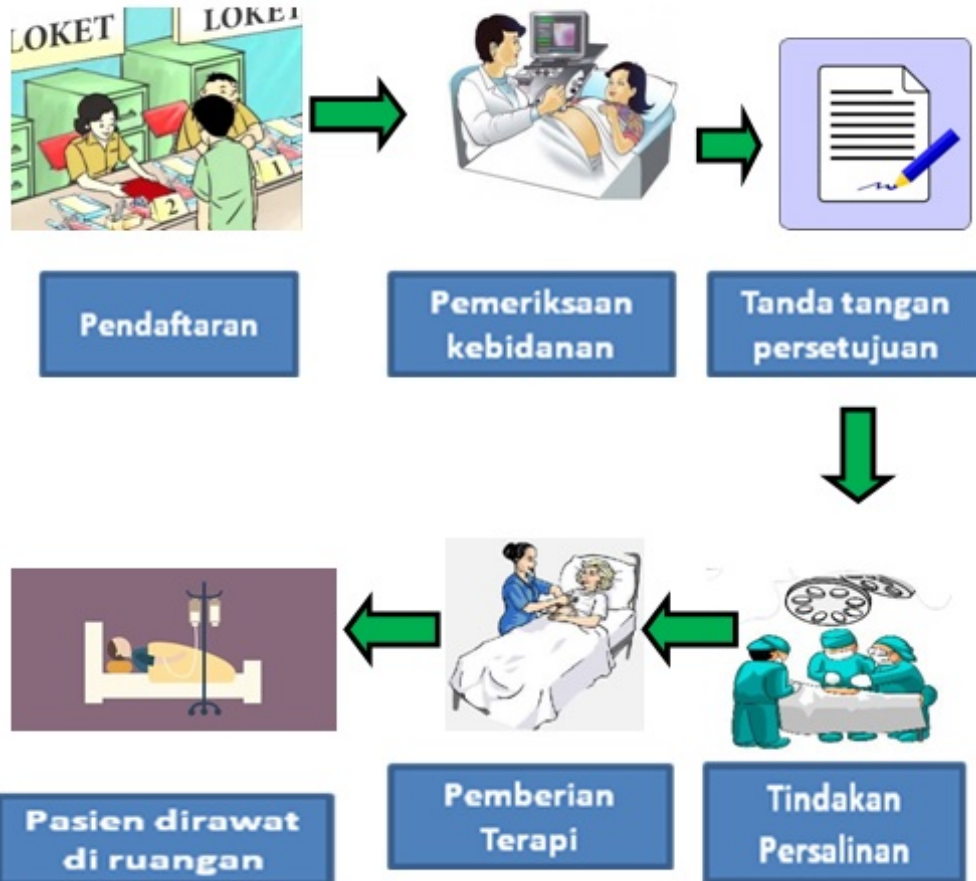 LOKET
LOKET
2
1
Pendaftaran
Pemeriksaan
kebidanan
Tanda tangan
persetujuan
Pasien dirawat
di ruangan
Pemberian
Terapi
Tindakan
Persalinan